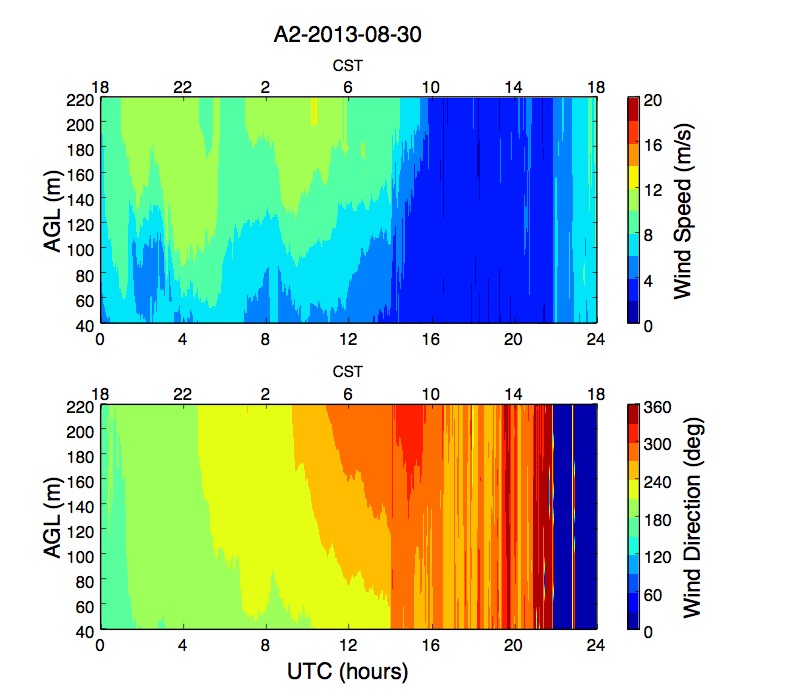 A2-2013-08-30
CST
18 22 2 6 10 14 18
220 200 180 160 140 120 100 80 60 40
AGL (m)
0 4 8 12 16 20 24
20 16 12 8 4 0
Wind Speed (m/s)
CST
18 22 2 6 10 14 18
220 200 180 160 140 120 100 80 60 40
AGL (m)
0 4 8 12 16 20 24
UTC (hours)
360 300 240 180 120 60 0
Wind Direction (deg)